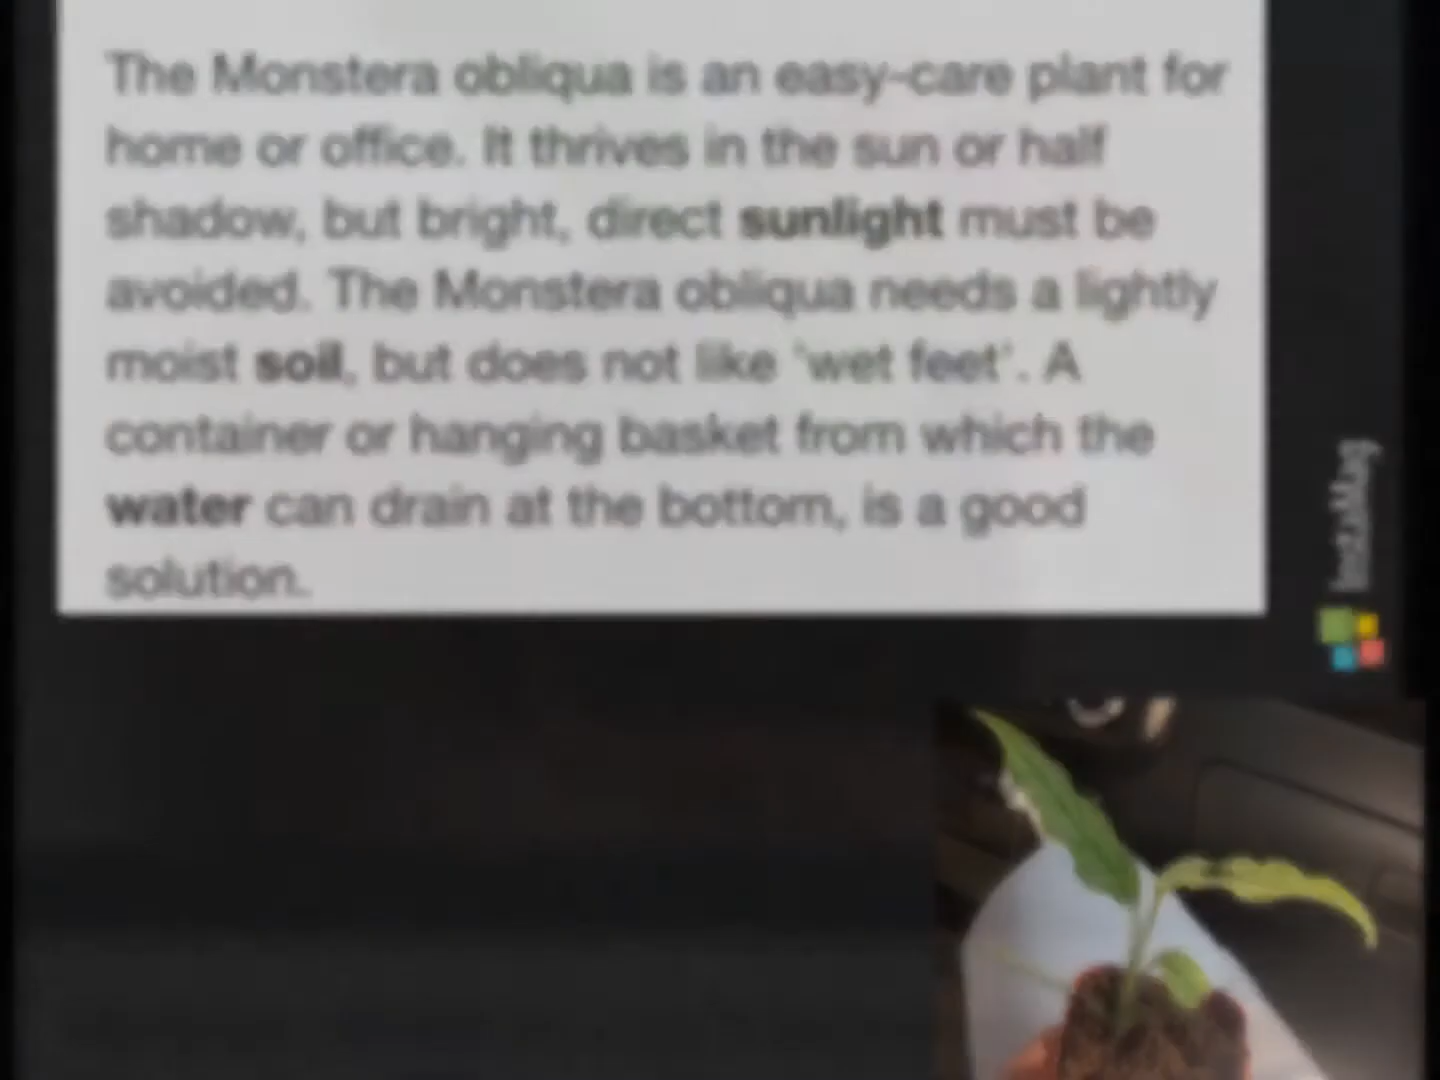 The Monstera obliqua is an easy-care plant for
home or office. It thrives in the sun or half
shadow, but bright, direct sunlight must be
avoided. The Monstera obliqua needs a lightly
moist soil, but does not like 'wet feet'. A
container or hanging basket from which the
water can drain at the bottom, is a good
solution.
InstaMag